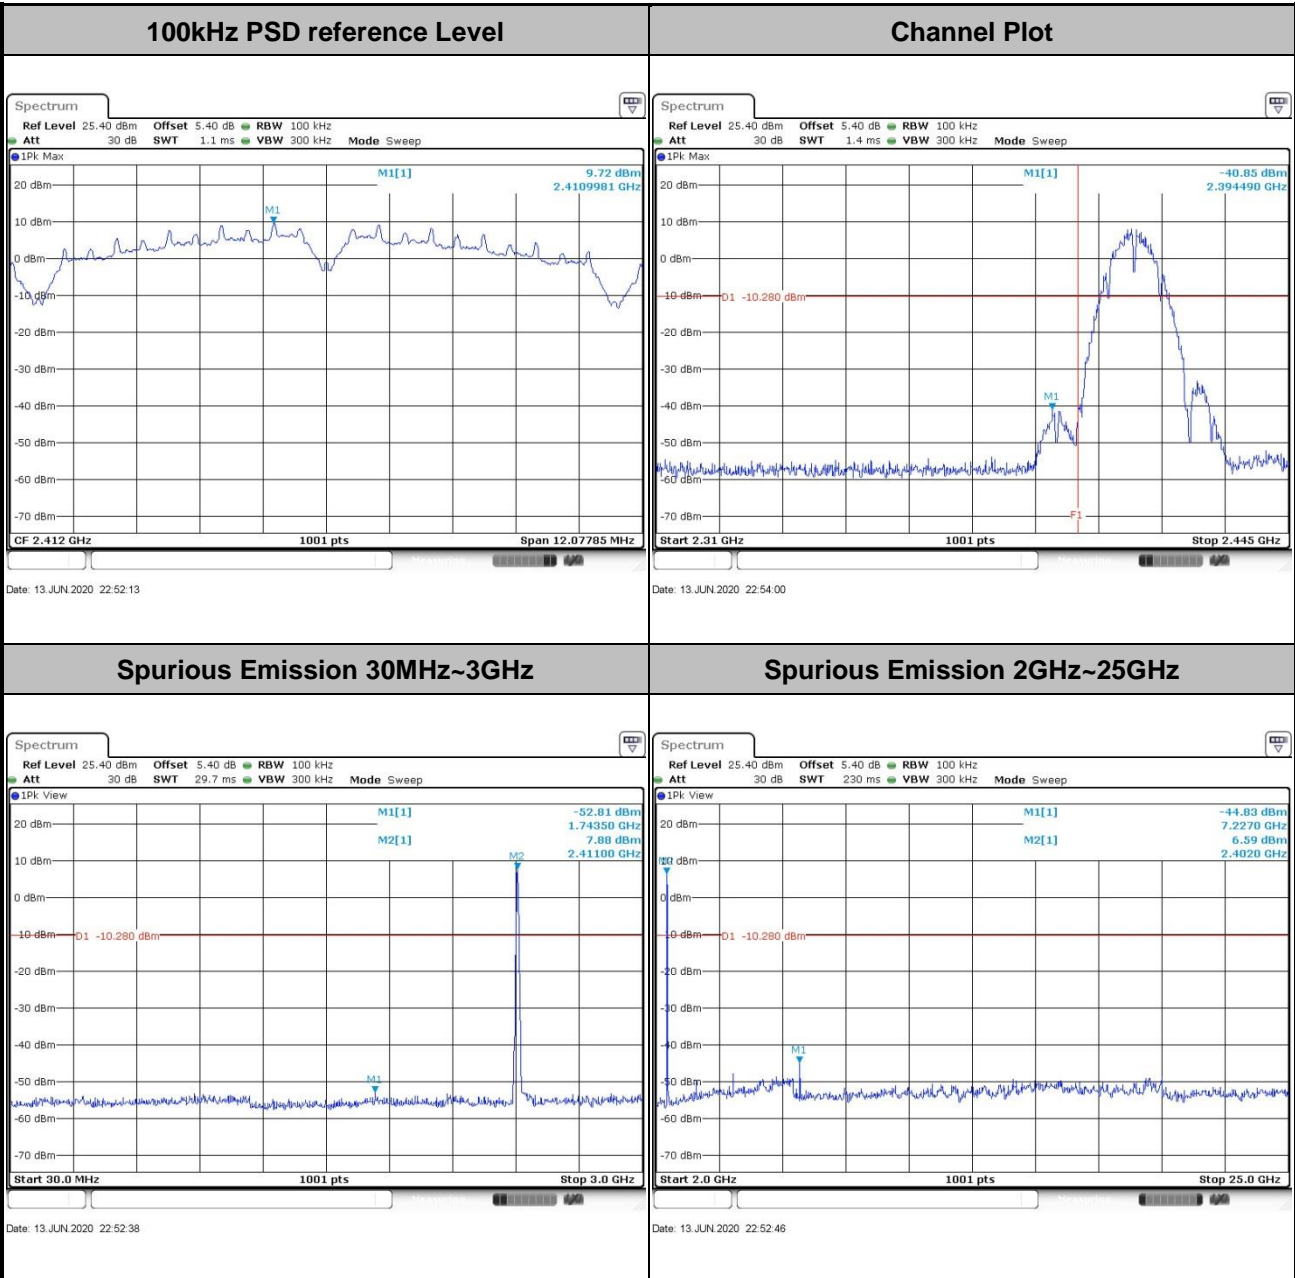 100kHz PSD reference Level
Channel Plot
Spectrum
Ref Level 25.40 dBm Offset 5.40 dB RBW 100 kHz
Att 30 dB SWT 1.1 ms VBW 300 kHz Mode Sweep
1Pk Max
M1[1] 9.72 dBm
2.4109981 GHz
20 dBm
M1
10 dBm
0 dBm
-10 dBm
-20 dBm
-30 dBm
-40 dBm
-50 dBm
-60 dBm
-70 dBm
CF 2.412 GHz 1001 pts Span 12.07785 MHz
Date: 13.JUN.2020 22:52:13
Spectrum
Ref Level 25.40 dBm Offset 5.40 dB RBW 100 kHz
Att 30 dB SWT 1.4 ms VBW 300 kHz Mode Sweep
1Pk Max
M1[1] -40.85 dBm
2.394490 GHz
20 dBm
10 dBm
0 dBm
-10 dBm D1 -10.280 dBm
-20 dBm
-30 dBm
M1
-40 dBm
-50 dBm
-60 dBm
-70 dBm F1
Start 2.31 GHz 1001 pts Stop 2.445 GHz
Date: 13.JUN.2020 22:54:00
Spurious Emission 30MHz~3GHz
Spurious Emission 2GHz~25GHz
Spectrum
Ref Level 25.40 dBm Offset 5.40 dB RBW 100 kHz
Att 30 dB SWT 29.7 ms VBW 300 kHz Mode Sweep
1Pk View
M1[1] -52.81 dBm
1.74350 GHz
20 dBm
M2[1] 7.88 dBm
2.41100 GHz
M2
10 dBm
0 dBm
-10 dBm D1 -10.280 dBm
-20 dBm
-30 dBm
-40 dBm
-50 dBm M1
-60 dBm
-70 dBm
Start 30.0 MHz 1001 pts Stop 3.0 GHz
Date: 13.JUN.2020 22:52:38
Spectrum
Ref Level 25.40 dBm Offset 5.40 dB RBW 100 kHz
Att 30 dB SWT 230 ms VBW 300 kHz Mode Sweep
1Pk View
M1[1] -44.83 dBm
7.2270 GHz
20 dBm
M2[1] 6.59 dBm
2.4020 GHz
M2
10 dBm
0 dBm
-10 dBm D1 -10.280 dBm
-20 dBm
-30 dBm
-40 dBm
M1
-50 dBm
-60 dBm
-70 dBm
Start 2.0 GHz 1001 pts Stop 25.0 GHz
Date: 13.JUN.2020 22:52:46